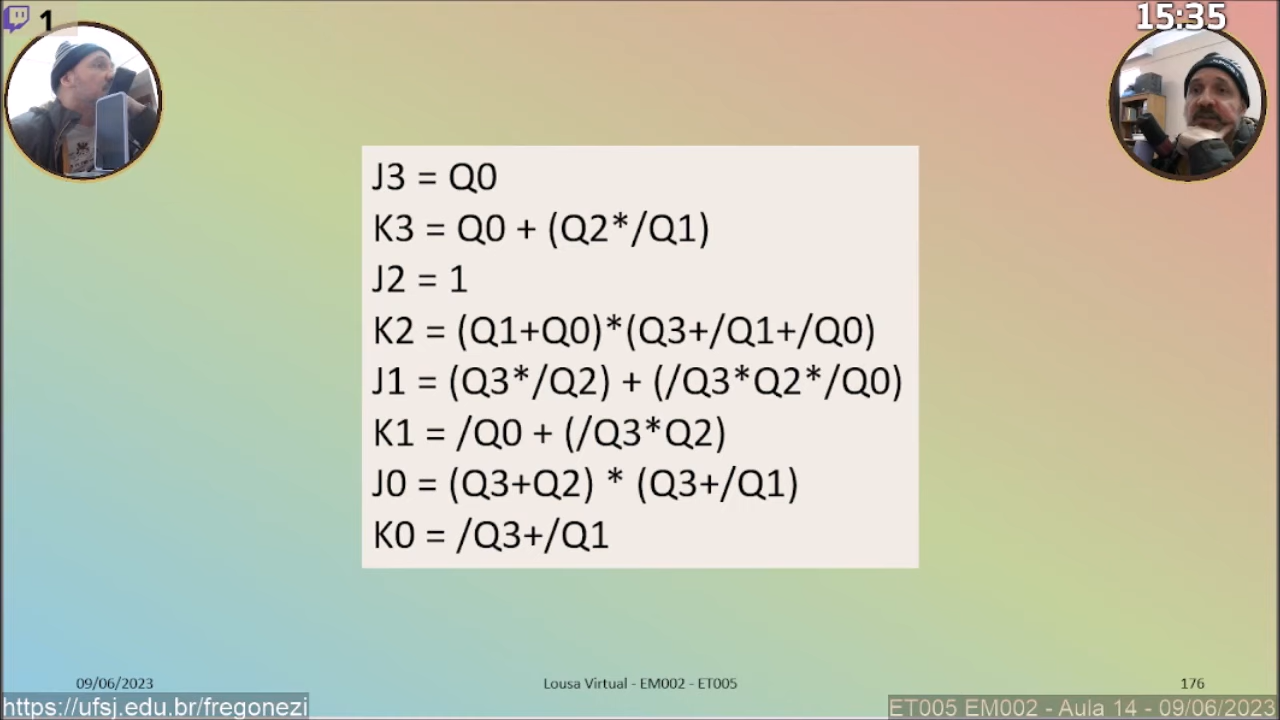 1
15:35
J3 = Q0
K3 = Q0 + (Q2*/Q1)
J2 = 1
K2 = (Q1+Q0)*(Q3+/Q1+/Q0)
J1 = (Q3*/Q2) + (/Q3*Q2*/Q0)
K1 = /Q0 + (/Q3*Q2)
J0 = (Q3+Q2) * (Q3+/Q1)
K0 = /Q3+/Q1
09/06/2023
Lousa Virtual - EM002 - ET005
176
https://ufsj.edu.br/fregonezi
ET005 EM002 - Aula 14 - 09/06/2023